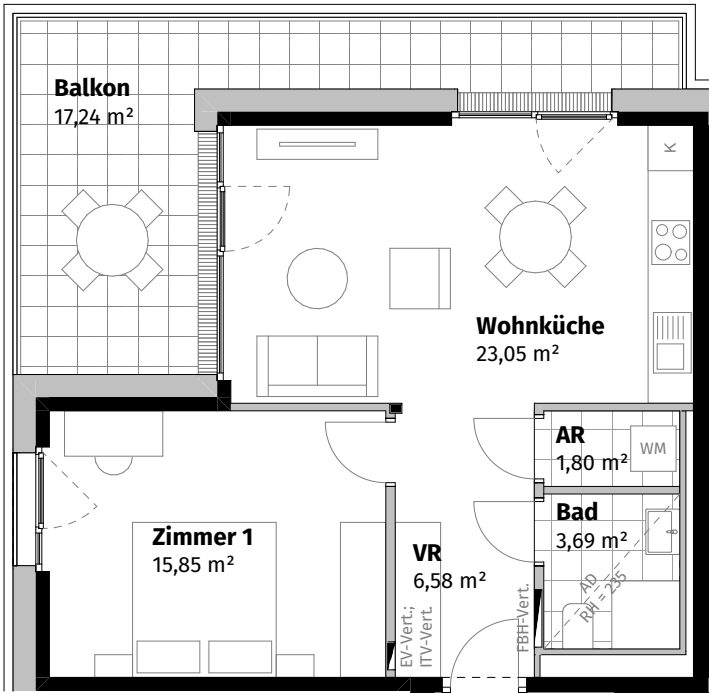 Balkon
17,24 m²
K
Wohnküche
23,05 m²
AR
1,80 m²
WM
Bad
3,69 m²
Zimmer 1
15,85 m²
VR
6,58 m²
AD
RH = 235
EV-Vert.;
ITV-Vert.
FBH-Vert.